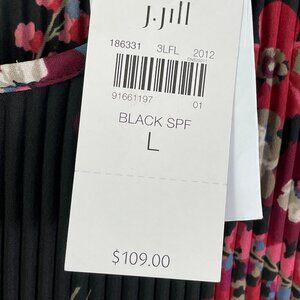 J.Jill
186331 3LFL 2012
91661197 01
BLACK SPF
L
$109.00